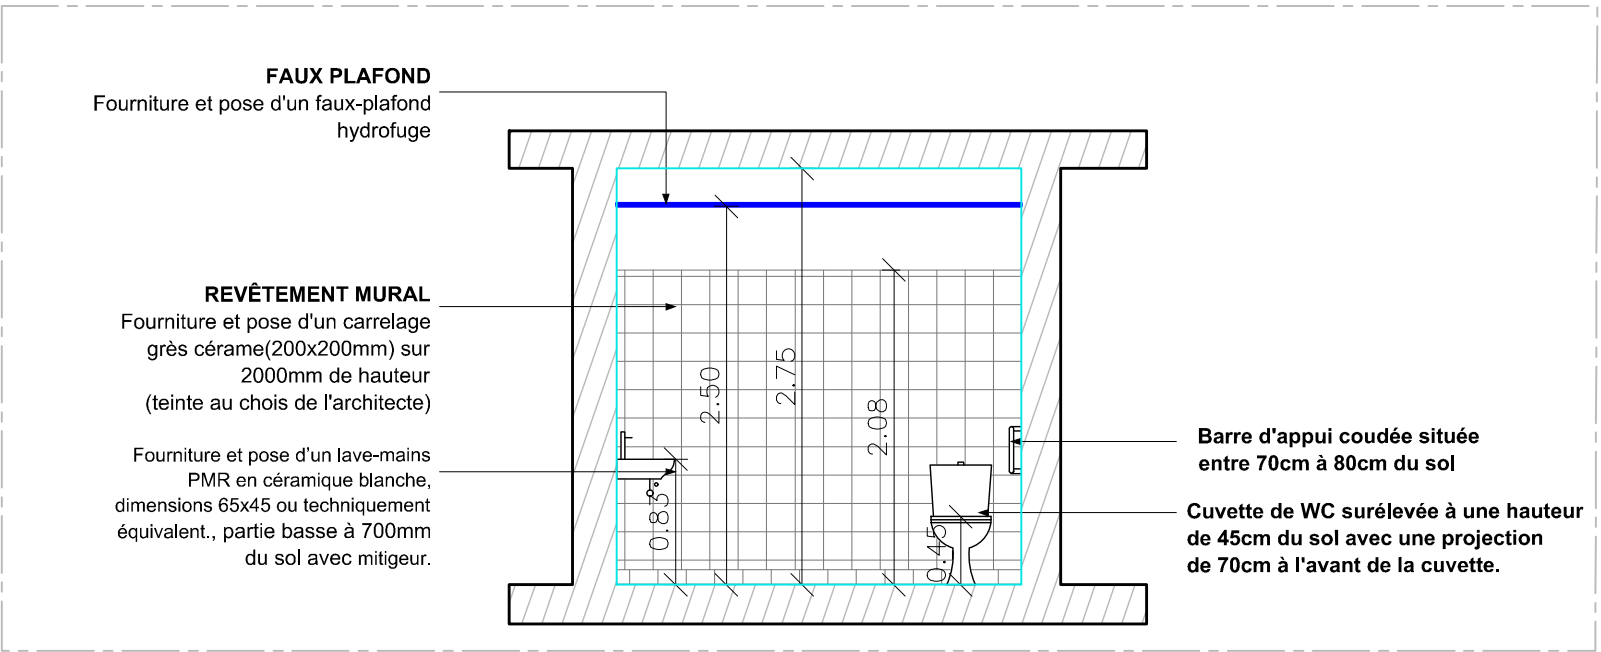 FAUX PLAFOND
Fourniture et pose d'un faux-plafond
hydrofuge
REVÊTEMENT MURAL
Fourniture et pose d'un carrelage
grès cérame(200x200mm) sur
2000mm de hauteur
(teinte au chois de l'architecte)
Fourniture et pose d'un lave-mains
PMR en céramique blanche,
dimensions 65x45 ou techniquement
équivalent., partie basse à 700mm
du sol avec mitigeur.
2.50
2.75
2.08
0.83
0.45
Barre d'appui coudée située
entre 70cm à 80cm du sol
Cuvette de WC surélevée à une hauteur
de 45cm du sol avec une projection
de 70cm à l'avant de la cuvette.